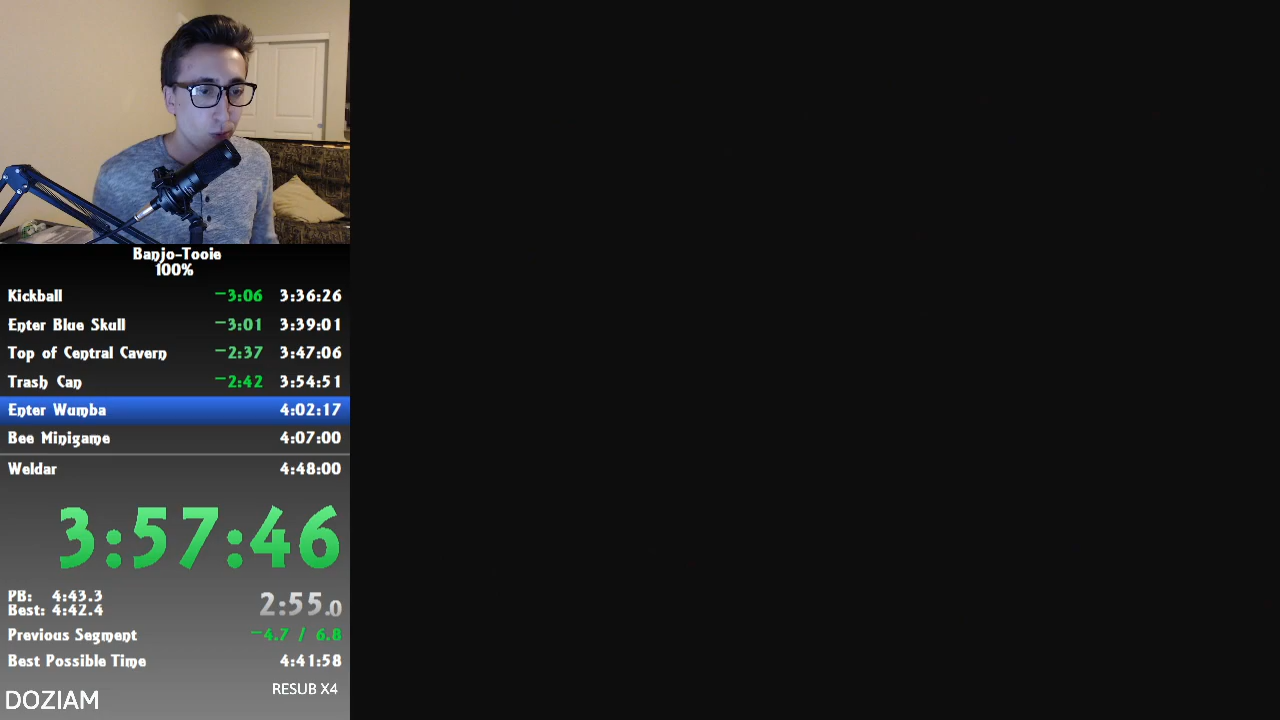 Banjo-Tooie
100%
Kickball -3:06 3:36:26
Enter Blue Skull -3:01 3:39:01
Top of Central Cavern -2:37 3:47:06
Trash Can -2:42 3:54:51
Enter Wumba 4:02:17
Bee Minigame 4:07:00
Weldar 4:48:00
3:57:46
PB: 4:43.3
Best: 4:42.4 2:55.0
Previous Segment -4.7 / 6.8
Best Possible Time 4:41:58
DOZIAM RESUB X4